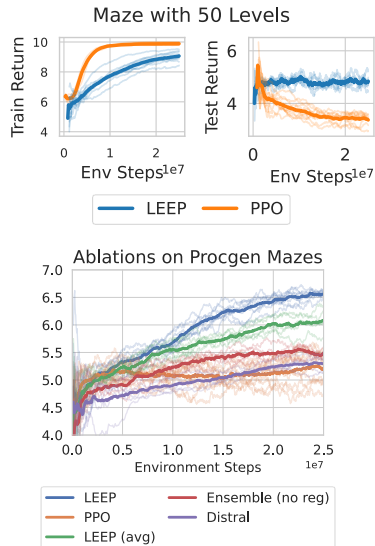 Maze with 50 Levels
Train Return
10
8
6
4
0
1
2
Env Steps 1e7
Test Return
6
4
0
2
Env Steps 1e7
LEEP
PPO
Ablations on Procgen Mazes
7.0
6.5
6.0
5.5
5.0
4.5
4.0
0.0 0.5 1.0 1.5 2.0 2.5
Environment Steps 1e7
LEEP
PPO
LEEP (avg)
Ensemble (no reg)
Distral